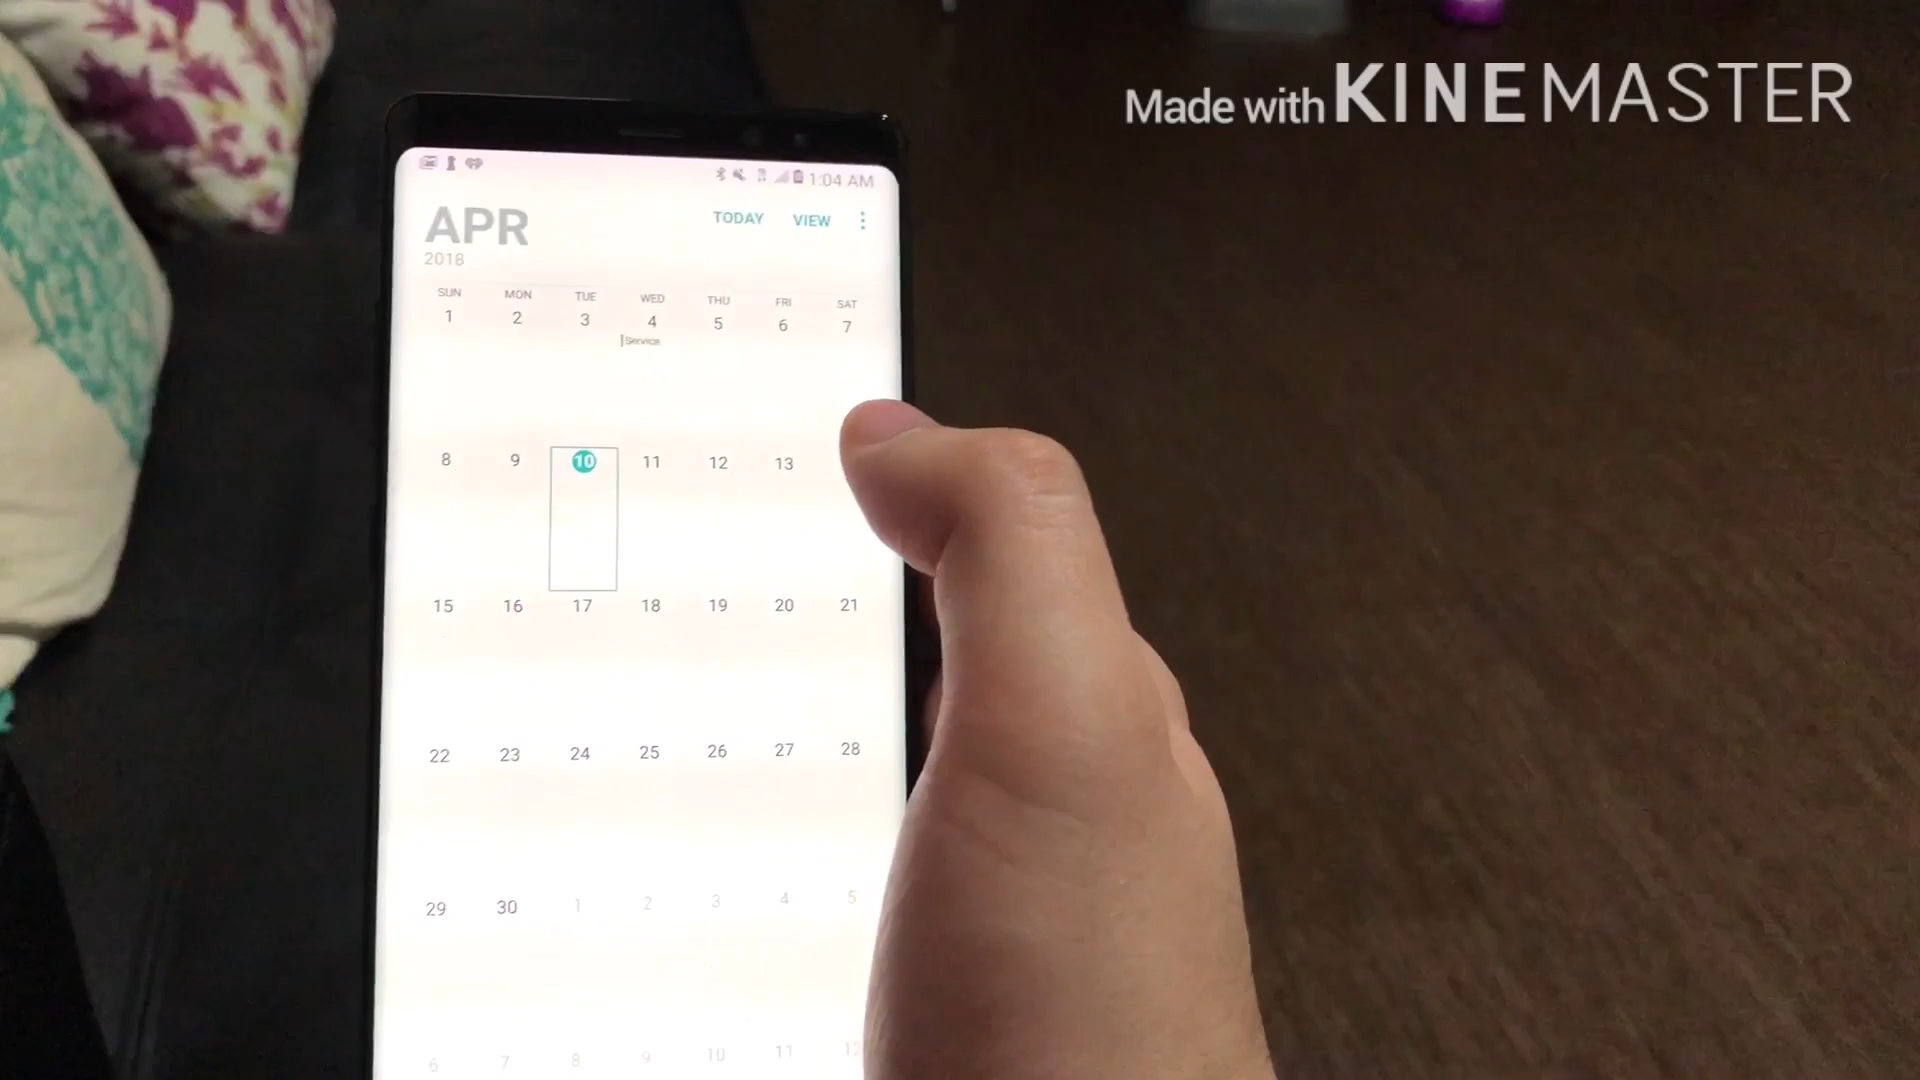 Made with KINEMASTER
1:04 AM
APR TODAY VIEW
2018
SUN MON TUE WED THU FRI SAT
1 2 3 4 5 6 7
Service
8 9 10 11 12 13
15 16 17 18 19 20 21
22 23 24 25 26 27 28
29 30 1 2 3 4 5
6 7 8 9 10 11 12